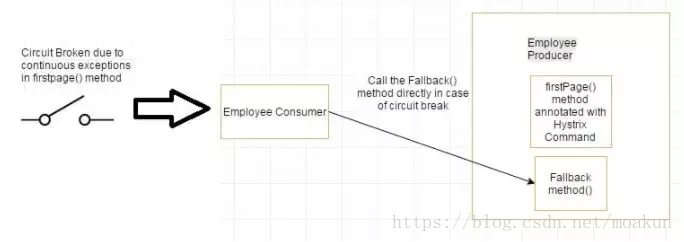 Circuit Broken due to
continuous exceptions
in firstpage() method
Employee Consumer
Call the Fallback()
method directly in case
of circuit break
Employee
Producer
firstPage()
method
annotated with
Hystrix
Command
Fallback
method()
https://blog.csdn.net/moakun